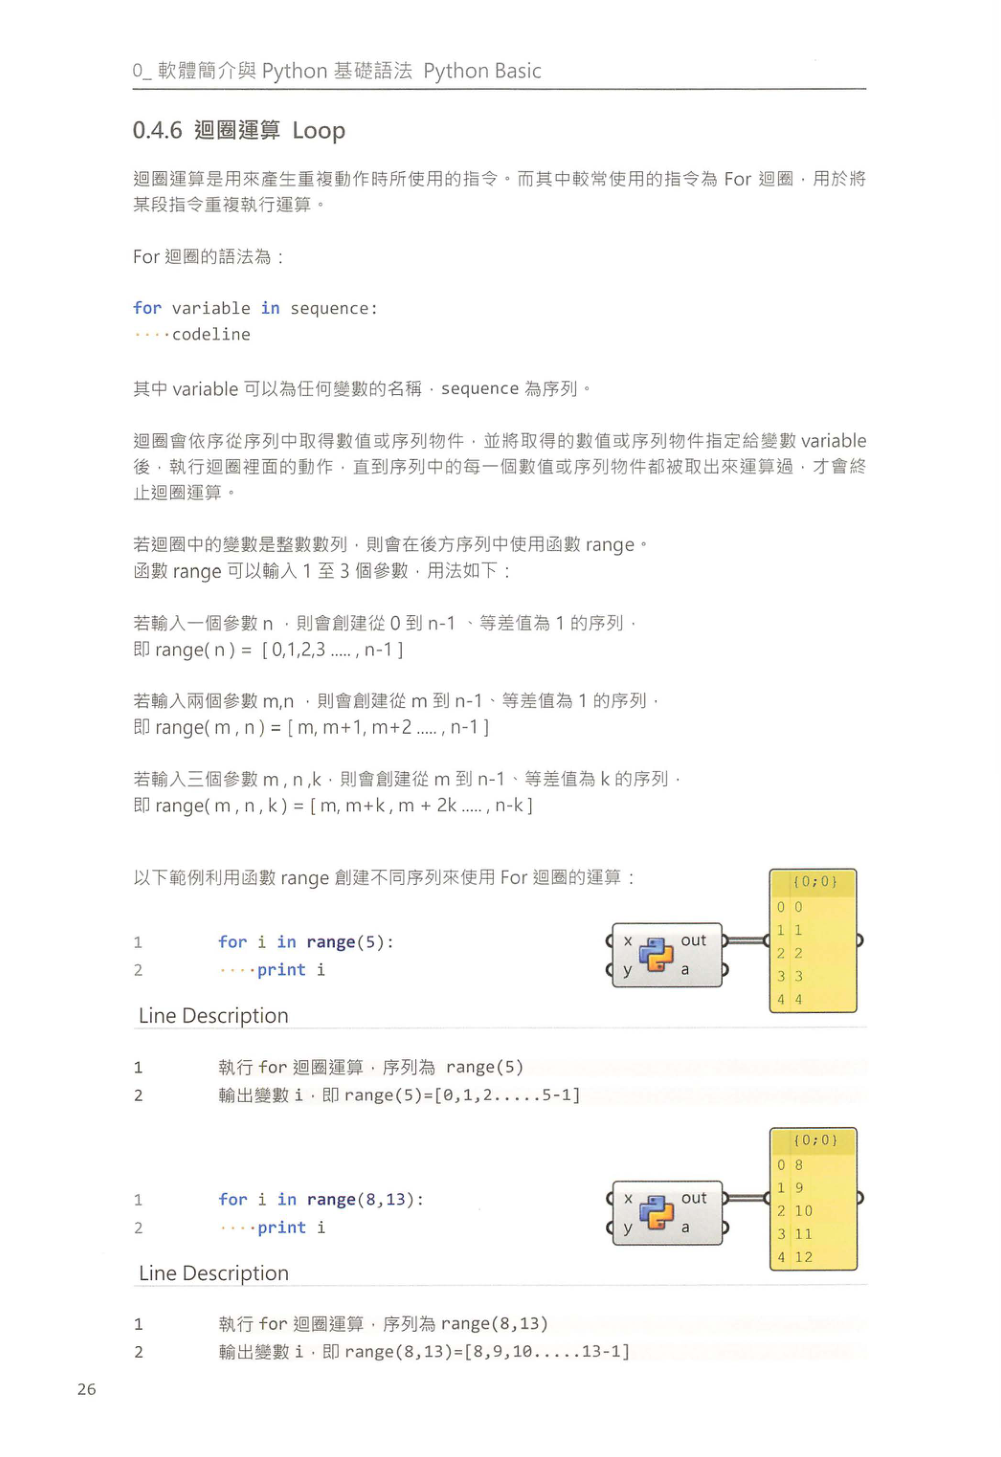 0_ 軟體簡介與 Python 基礎語法 Python Basic
0.4.6 迴圈運算 Loop
迴圈運算是用來產生重複動作時所使用的指令。而其中較常使用的指令為 For 迴圈，用於將
某段指令重複執行運算。
For 迴圈的語法為：
for variable in sequence:
····codeline
其中 variable 可以為任何變數的名稱，sequence 為序列。
迴圈會依序從序列中取得數值或序列物件，並將取得的數值或序列物件指定給變數 variable
後，執行迴圈裡面的動作，直到序列中的每一個數值或序列物件都被取出來運算過，才會終
止迴圈運算。
若迴圈中的變數是整數數列，則會在後方序列中使用函數 range。
函數 range 可以輸入 1 至 3 個參數，用法如下：
若輸入一個參數 n ，則會創建從 0 到 n-1 、等差值為 1 的序列，
即 range( n ) = [ 0,1,2,3 ..... , n-1 ]
若輸入兩個參數 m,n ，則會創建從 m 到 n-1、等差值為 1 的序列，
即 range( m , n ) = [ m, m+1, m+2 ..... , n-1 ]
若輸入三個參數 m , n ,k，則會創建從 m 到 n-1、等差值為 k 的序列，
即 range( m , n , k ) = [ m, m+k , m + 2k ..... , n-k ]
以下範例利用函數 range 創建不同序列來使用 For 迴圈的運算：
1 for i in range(5):
2 ····print i
x out
y a
{0;0}
0 0
1 1
2 2
3 3
4 4
Line Description
1 執行 for 迴圈運算，序列為 range(5)
2 輸出變數 i，即 range(5)=[0,1,2.....5-1]
1 for i in range(8,13):
2 ····print i
x out
y a
{0;0}
0 8
1 9
2 10
3 11
4 12
Line Description
1 執行 for 迴圈運算，序列為 range(8,13)
2 輸出變數 i，即 range(8,13)=[8,9,10.....13-1]
26